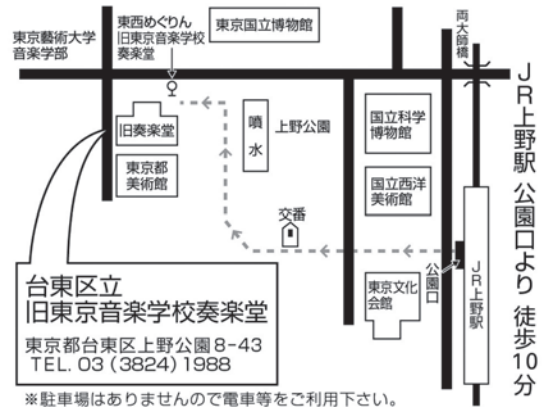 東京藝術大学
音楽学部
東西めぐりん
旧東京音楽学校
奏楽堂
東京国立博物館
両大師橋
旧奏楽堂
東京都
美術館
噴水
上野公園
国立科学
博物館
国立西洋
美術館
交番
東京文化
会館
公園口
JR上野駅
JR上野駅 公園口より 徒歩10分
台東区立
旧東京音楽学校奏楽堂
東京都台東区上野公園8-43
TEL. 03 (3824) 1988
※駐車場はありませんので電車等をご利用下さい。